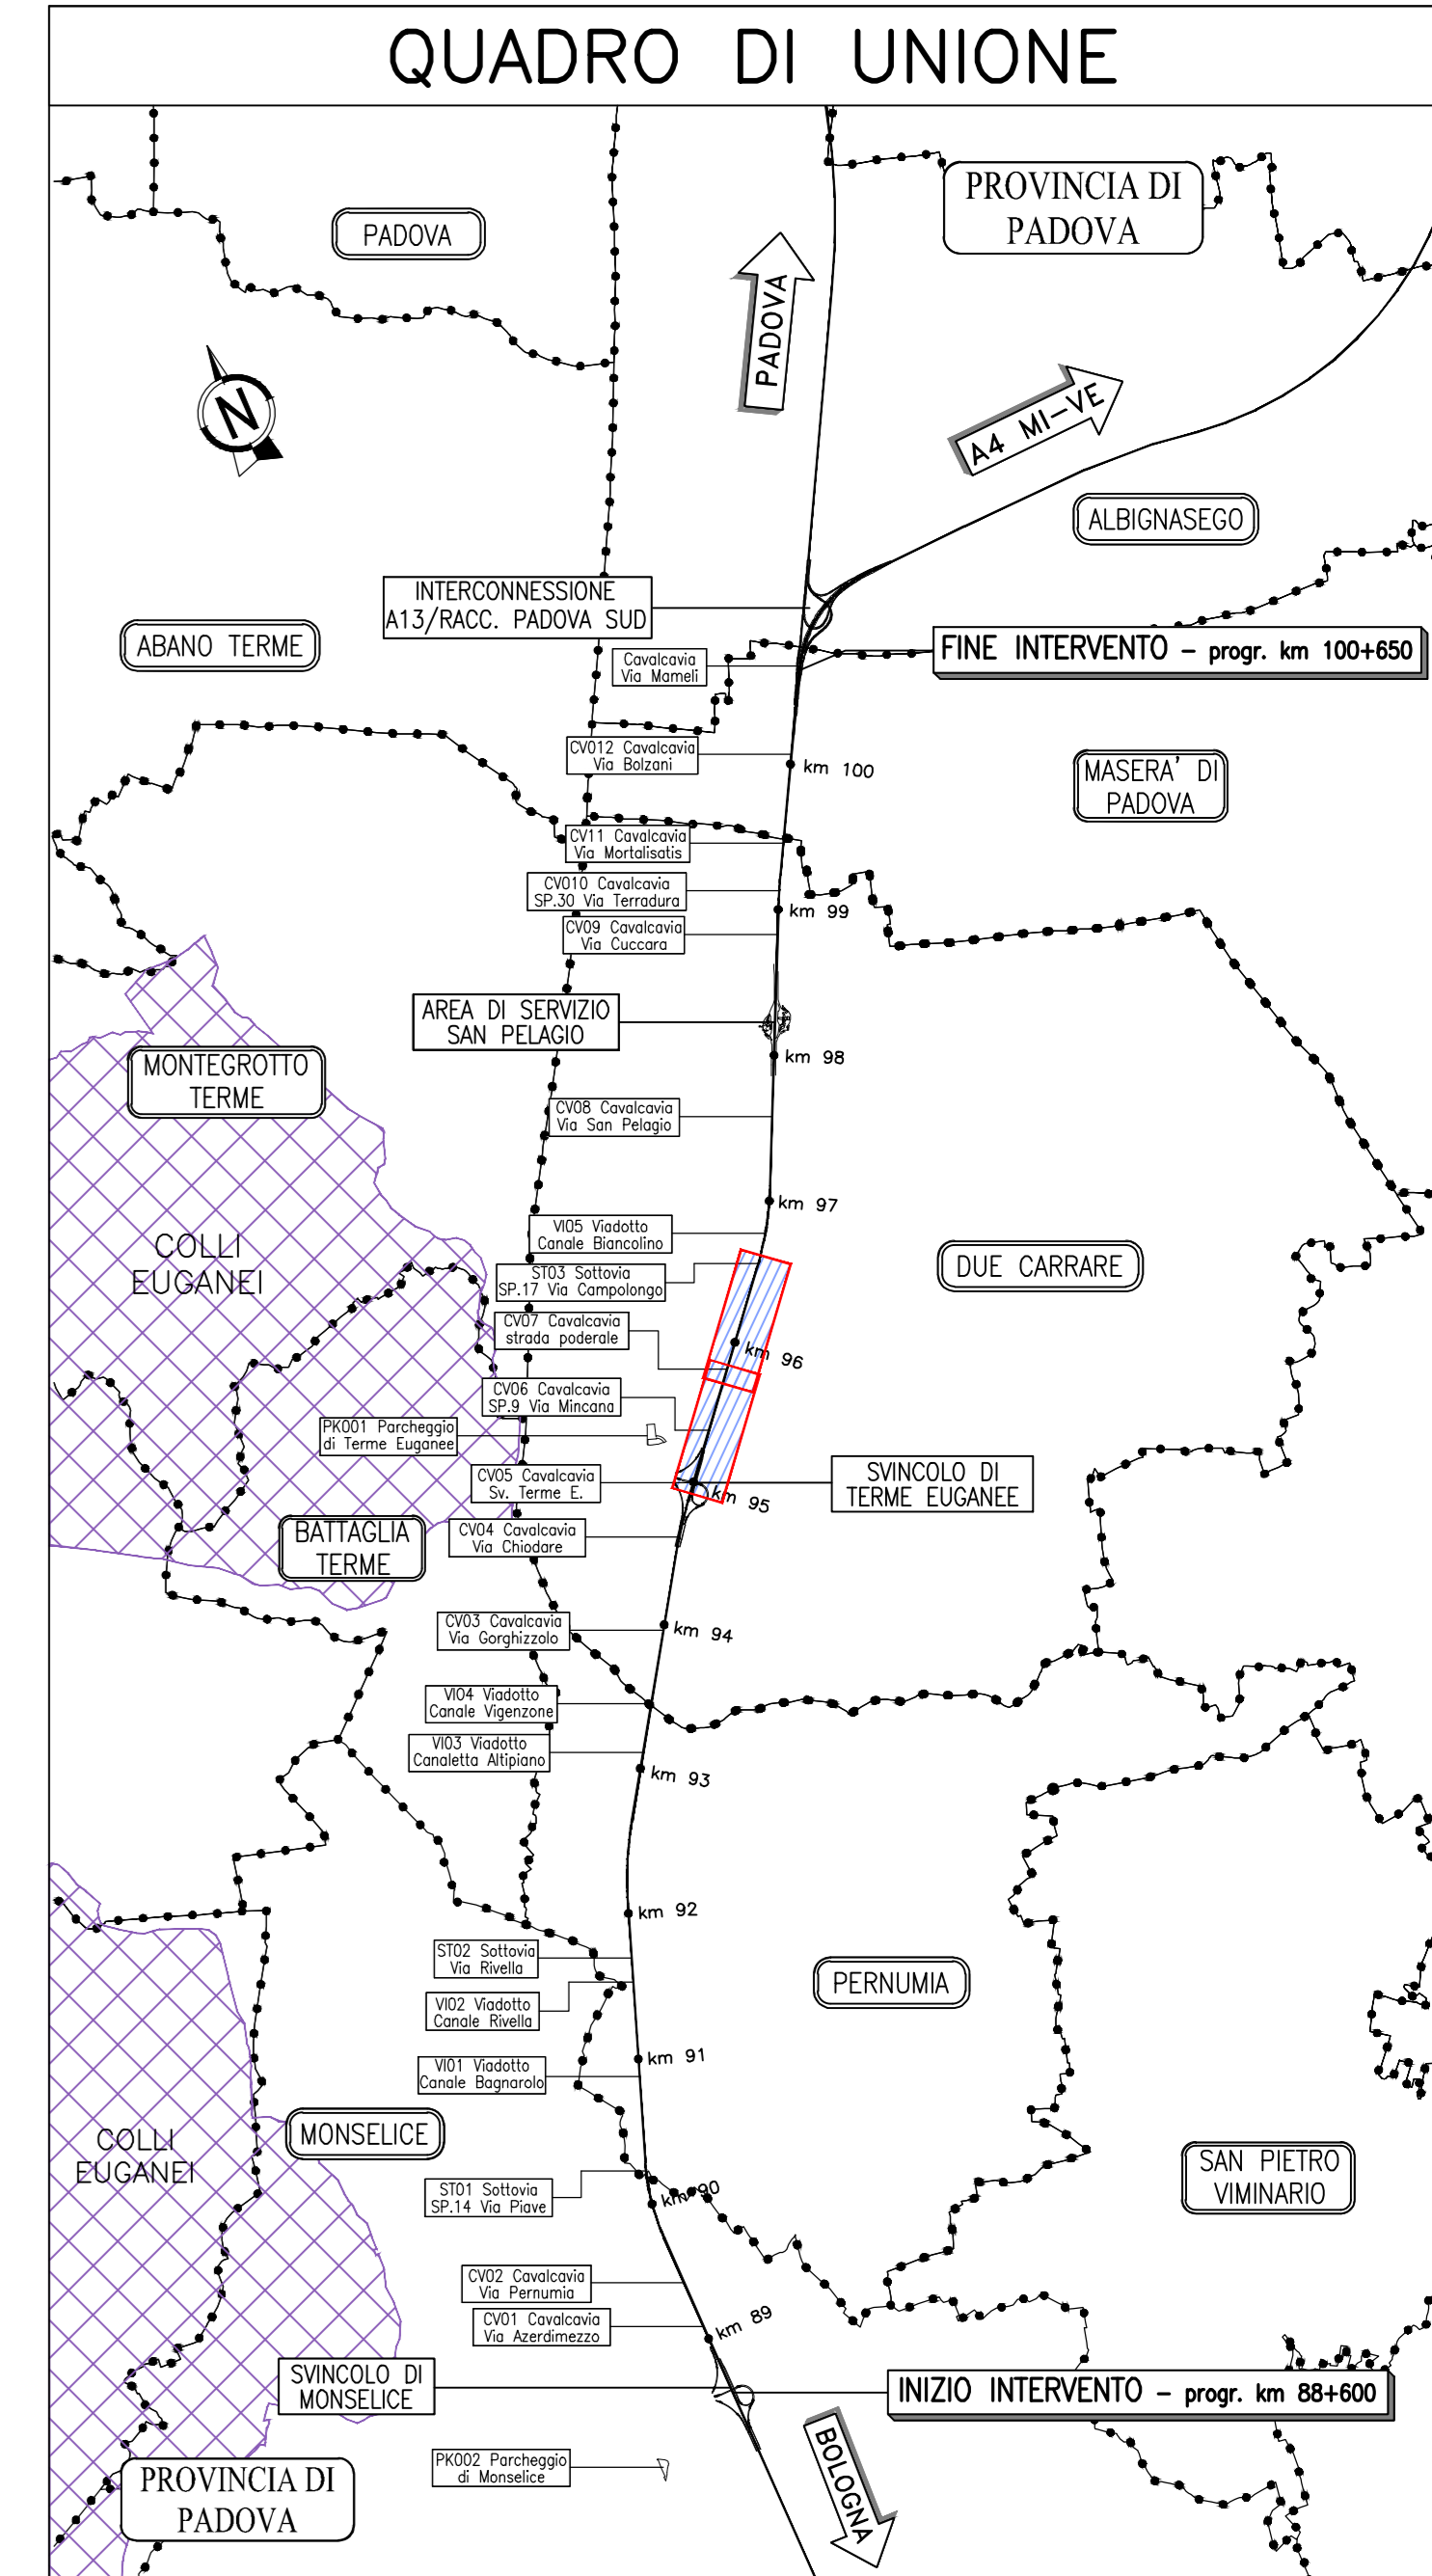 QUADRO DI UNIONE
PROVINCIA DI
PADOVA
PADOVA
PADOVA
N
A4 MI-VE
ALBIGNASEGO
INTERCONNESSIONE
A13/RACC. PADOVA SUD
ABANO TERME
FINE INTERVENTO - progr. km 100+650
Cavalcavia
Via Mameli
CV012 Cavalcavia
Via Bolzani
km 100
MASERA' DI
PADOVA
CV11 Cavalcavia
Via Mortalisatis
CV010 Cavalcavia
SP.30 Via Terradura
km 99
CV09 Cavalcavia
Via Cuccara
AREA DI SERVIZIO
SAN PELAGIO
km 98
MONTEGROTTO
TERME
CV08 Cavalcavia
Via San Pelagio
km 97
VI05 Viadotto
Canale Biancolino
COLLI
EUGANEI
DUE CARRARE
ST03 Sottovia
SP.17 Via Campolongo
CV07 Cavalcavia
strada poderale
km 96
CV06 Cavalcavia
SP.9 Via Mincana
PK001 Parcheggio
di Terme Euganee
CV05 Cavalcavia
Sv. Terme E.
SVINCOLO DI
TERME EUGANEE
km 95
BATTAGLIA
TERME
CV04 Cavalcavia
Via Chiodare
CV03 Cavalcavia
Via Gorghizzolo
km 94
VI04 Viadotto
Canale Vigenzone
VI03 Viadotto
Canaletta Altipiano
km 93
km 92
ST02 Sottovia
Via Rivella
PERNUMIA
VI02 Viadotto
Canale Rivella
km 91
VI01 Viadotto
Canale Bagnarolo
MONSELICE
COLLI
EUGANEI
SAN PIETRO
VIMINARIO
ST01 Sottovia
SP.14 Via Piave
km 90
CV02 Cavalcavia
Via Pernumia
CV01 Cavalcavia
Via Azerdimezzo
km 89
SVINCOLO DI
MONSELICE
INIZIO INTERVENTO - progr. km 88+600
BOLOGNA
PK002 Parcheggio
di Monselice
PROVINCIA DI
PADOVA